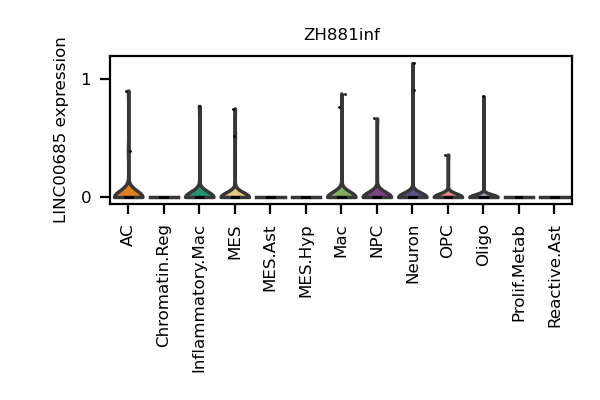 ZH881inf
LINC00685 expression
1
0
AC
Chromatin.Reg
Inflammatory.Mac
MES
MES.Ast
MES.Hyp
Mac
NPC
Neuron
OPC
Oligo
Prolif.Metab
Reactive.Ast